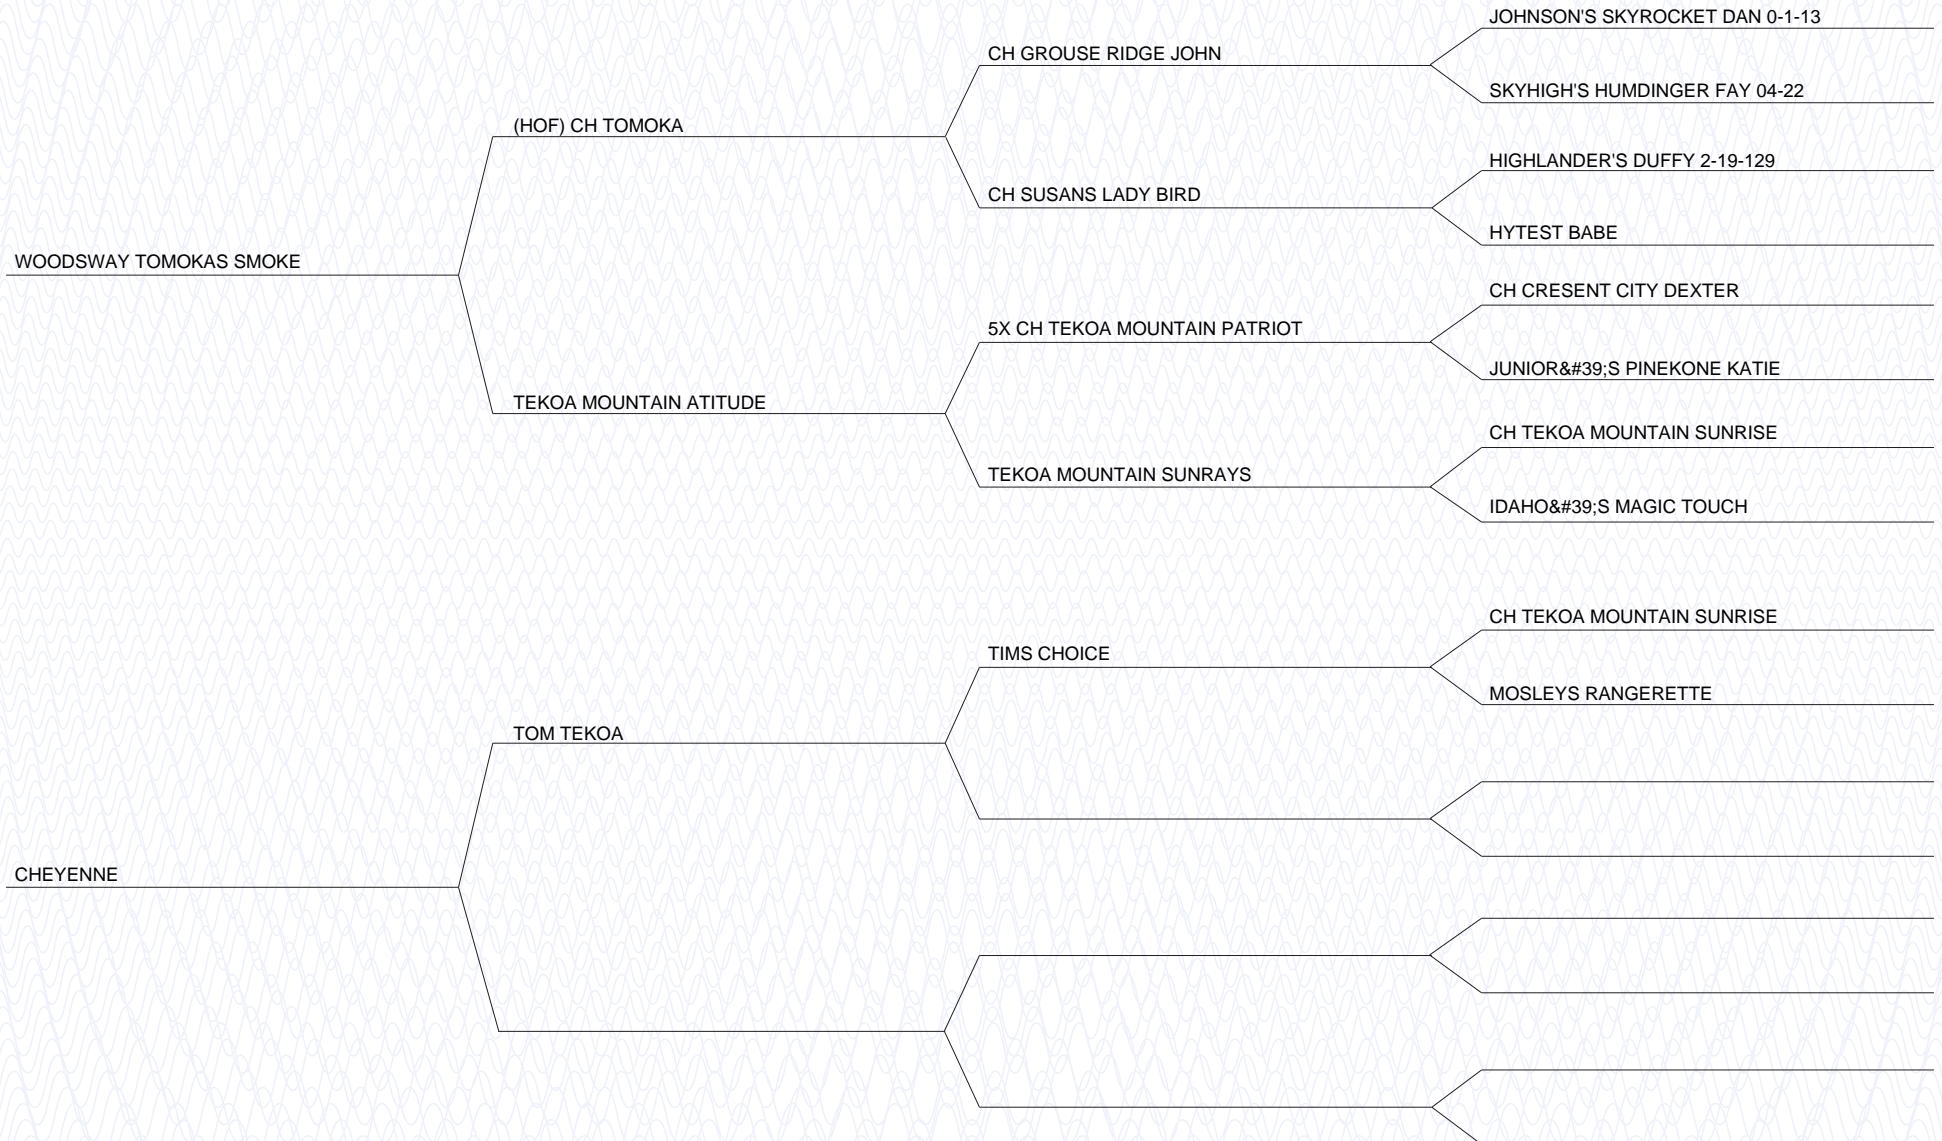 JOHNSON'S SKYROCKET DAN 0-1-13
CH GROUSE RIDGE JOHN
SKYHIGH'S HUMDINGER FAY 04-22
(HOF) CH TOMOKA
HIGHLANDER'S DUFFY 2-19-129
CH SUSANS LADY BIRD
HYTEST BABE
WOODSWAY TOMOKAS SMOKE
CH CRESENT CITY DEXTER
5X CH TEKOA MOUNTAIN PATRIOT
JUNIOR&#39;S PINEKONE KATIE
TEKOA MOUNTAIN ATITUDE
CH TEKOA MOUNTAIN SUNRISE
TEKOA MOUNTAIN SUNRAYS
IDAHO&#39;S MAGIC TOUCH
CH TEKOA MOUNTAIN SUNRISE
TIMS CHOICE
MOSLEYS RANGERETTE
TOM TEKOA
CHEYENNE